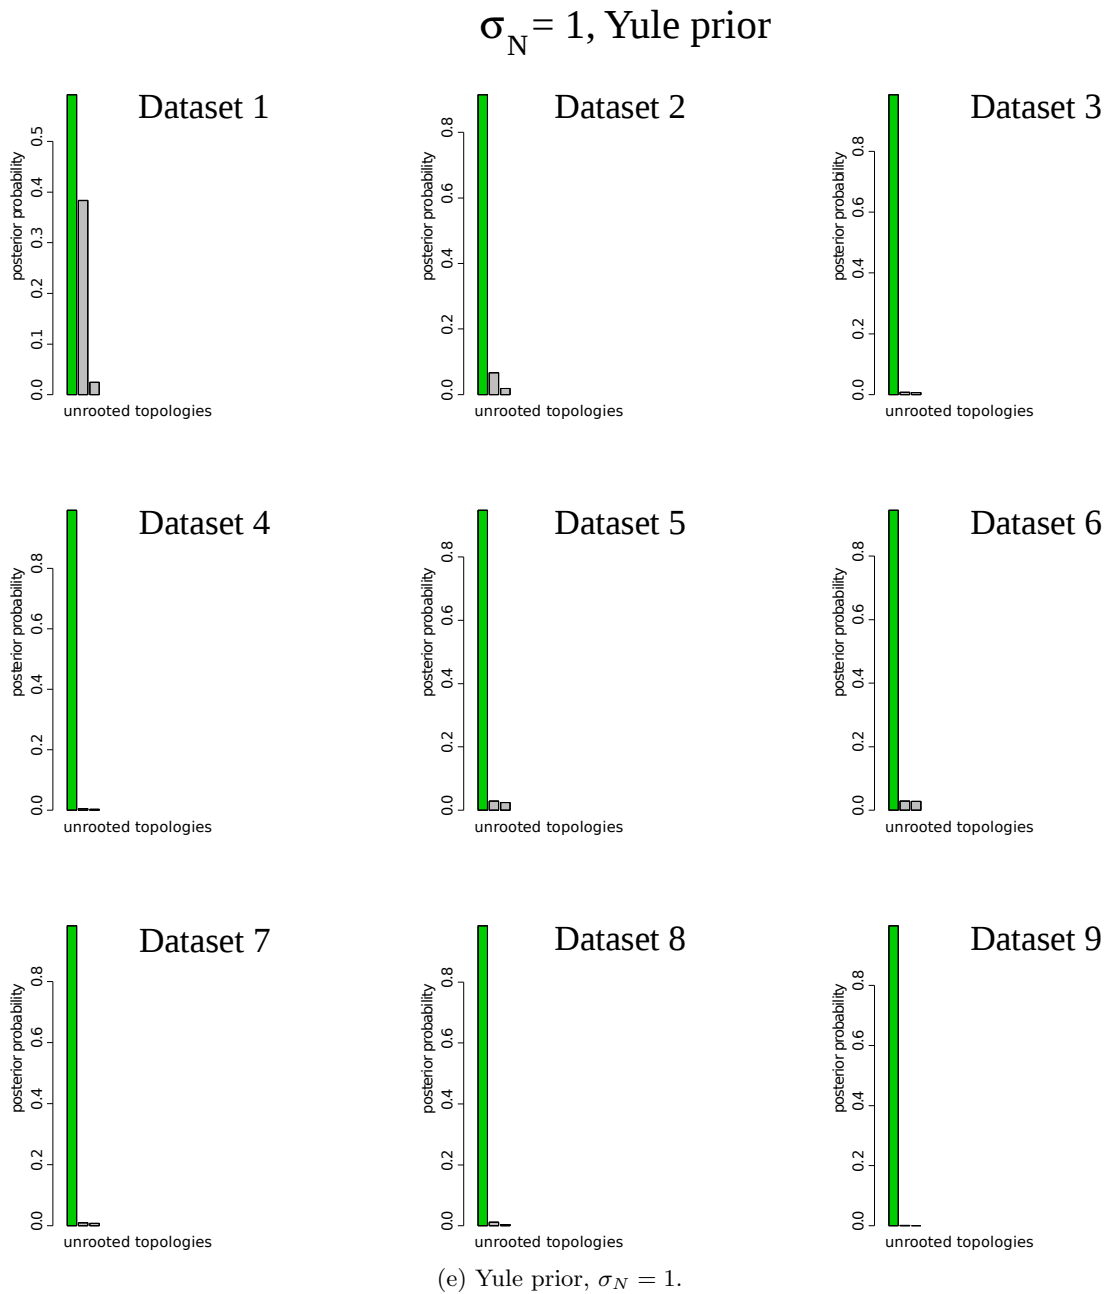 σN = 1, Yule prior
Dataset 1
posterior probability
0.0 0.1 0.2 0.3 0.4 0.5
unrooted topologies
Dataset 2
posterior probability
0.0 0.2 0.4 0.6 0.8
unrooted topologies
Dataset 3
posterior probability
0.0 0.2 0.4 0.6 0.8
unrooted topologies
Dataset 4
posterior probability
0.0 0.2 0.4 0.6 0.8
unrooted topologies
Dataset 5
posterior probability
0.0 0.2 0.4 0.6 0.8
unrooted topologies
Dataset 6
posterior probability
0.0 0.2 0.4 0.6 0.8
unrooted topologies
Dataset 7
posterior probability
0.0 0.2 0.4 0.6 0.8
unrooted topologies
Dataset 8
posterior probability
0.0 0.2 0.4 0.6 0.8
unrooted topologies
Dataset 9
posterior probability
0.0 0.2 0.4 0.6 0.8
unrooted topologies
(e) Yule prior, σN = 1.